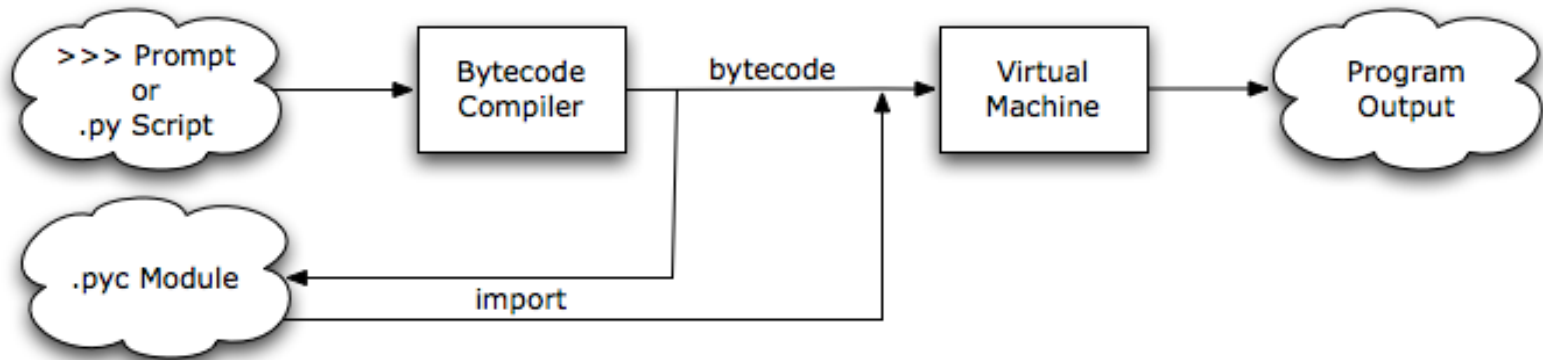 >>> Prompt
or
.py Script
Bytecode
Compiler
bytecode
Virtual
Machine
Program
Output
.pyc Module
import